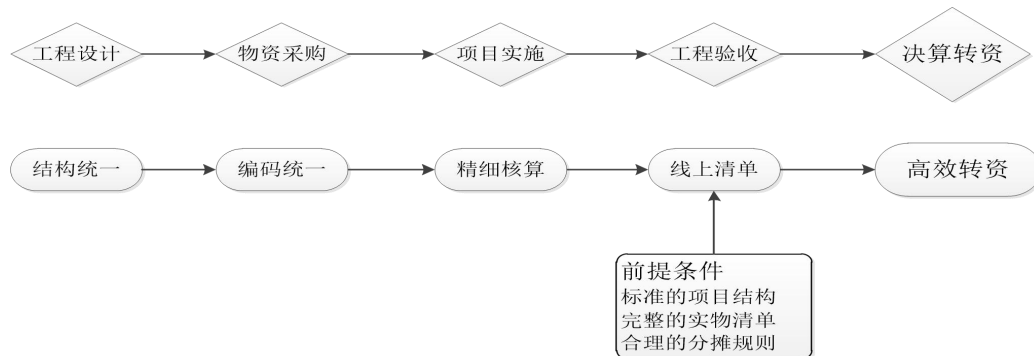 工程设计
物资采购
项目实施
工程验收
决算转资
结构统一
编码统一
精细核算
线上清单
高效转资
前提条件
标准的项目结构
完整的实物清单
合理的分摊规则